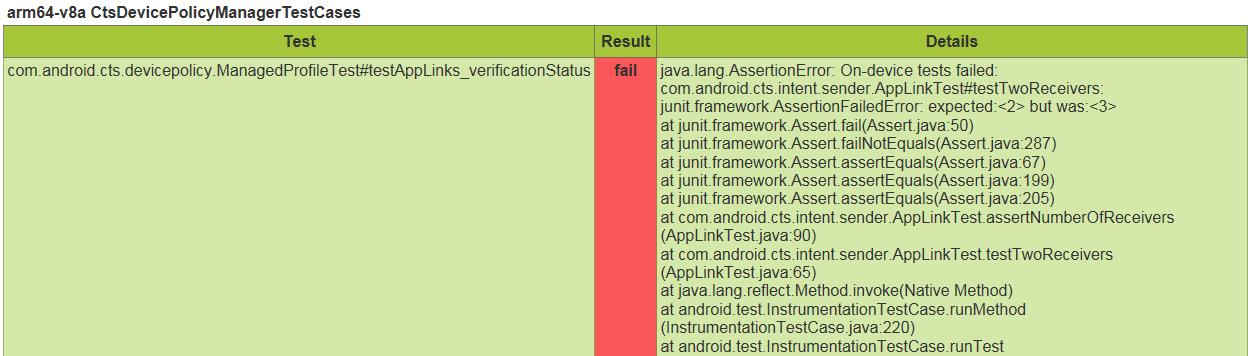 arm64-v8a CtsDevicePolicyManagerTestCases
Test Result Details
com.android.cts.devicepolicy.ManagedProfileTest#testAppLinks_verificationStatus fail java.lang.AssertionError: On-device tests failed:
com.android.cts.intent.sender.AppLinkTest#testTwoReceivers:
junit.framework.AssertionFailedError: expected:<2> but was:<3>
at junit.framework.Assert.fail(Assert.java:50)
at junit.framework.Assert.failNotEquals(Assert.java:287)
at junit.framework.Assert.assertEquals(Assert.java:67)
at junit.framework.Assert.assertEquals(Assert.java:199)
at junit.framework.Assert.assertEquals(Assert.java:205)
at com.android.cts.intent.sender.AppLinkTest.assertNumberOfReceivers
(AppLinkTest.java:90)
at com.android.cts.intent.sender.AppLinkTest.testTwoReceivers
(AppLinkTest.java:65)
at java.lang.reflect.Method.invoke(Native Method)
at android.test.InstrumentationTestCase.runMethod
(InstrumentationTestCase.java:220)
at android.test.InstrumentationTestCase.runTest